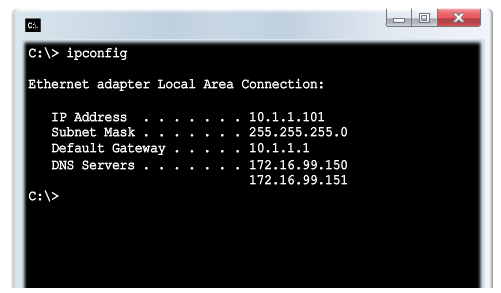 C:\.
C:\> ipconfig
Ethernet adapter Local Area Connection:
IP Address . . . . . . . 10.1.1.101
Subnet Mask . . . . . . . 255.255.255.0
Default Gateway . . . . . 10.1.1.1
DNS Servers . . . . . . . 172.16.99.150
172.16.99.151
C:\>